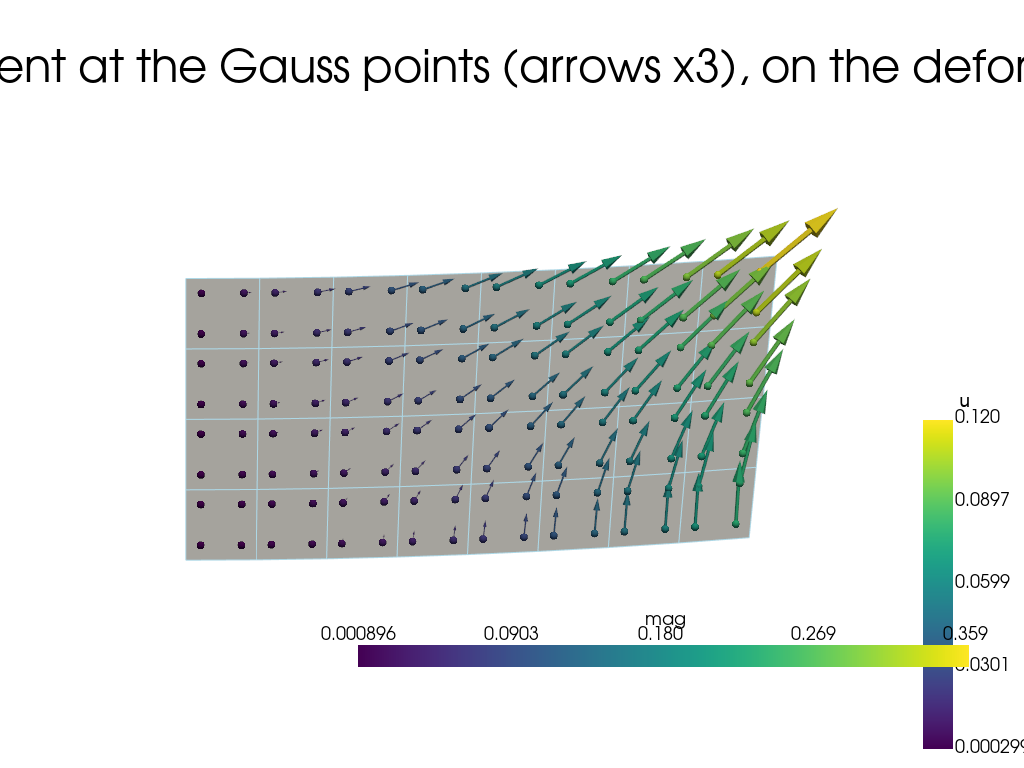 ent at the Gauss points (arrows x3), on the defor
u
0.120
0.0897
0.0599
mag
0.000896 0.0903 0.180 0.269 0.359
0.0301
0.000299